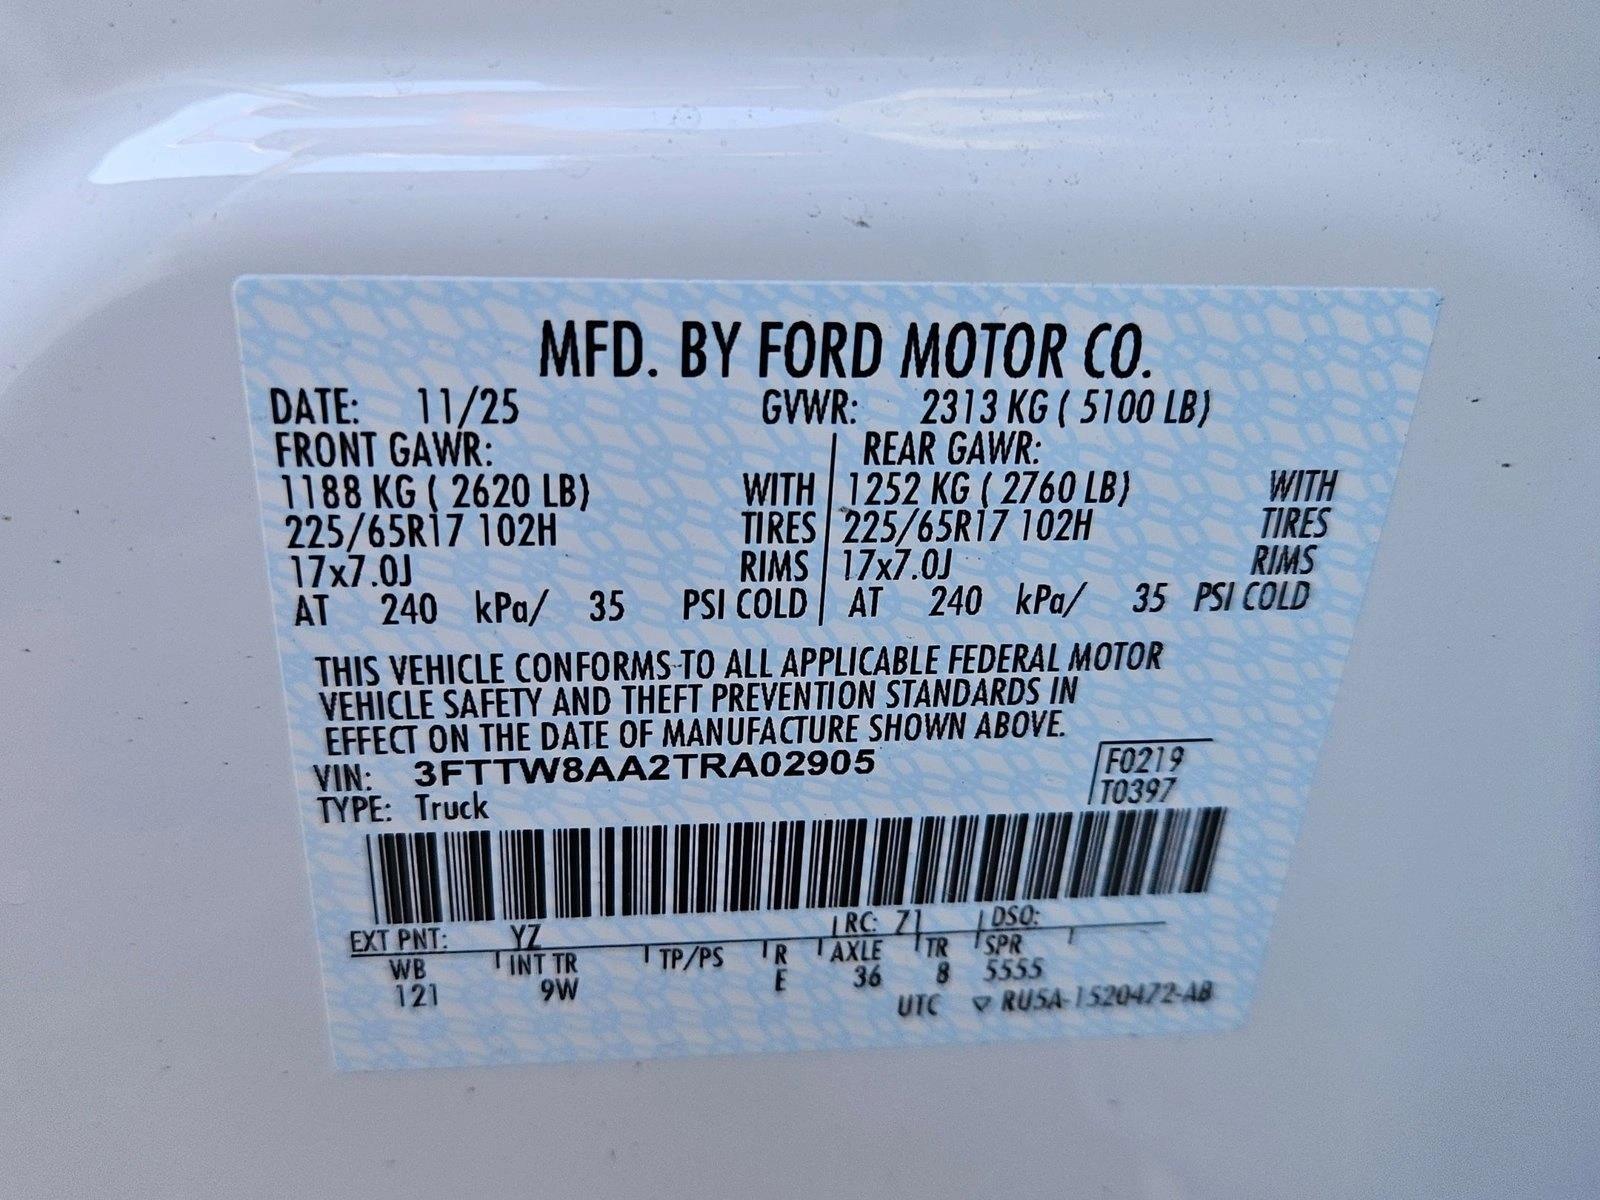 MFD. BY FORD MOTOR CO.
DATE: 11/25 GVWR: 2313 KG ( 5100 LB)
FRONT GAWR: REAR GAWR:
1188 KG ( 2620 LB) WITH 1252 KG ( 2760 LB) WITH
225/65R17 102H TIRES 225/65R17 102H TIRES
17x7.0J RIMS 17x7.0J RIMS
AT 240 kPa/ 35 PSI COLD AT 240 kPa/ 35 PSI COLD
THIS VEHICLE CONFORMS TO ALL APPLICABLE FEDERAL MOTOR
VEHICLE SAFETY AND THEFT PREVENTION STANDARDS IN
EFFECT ON THE DATE OF MANUFACTURE SHOWN ABOVE.
VIN: 3FTTW8AA2TRA02905 F0219
TYPE: Truck T0397
EXT PNT: YZ RC: 71 DSO:
WB INT TR TP/PS R AXLE TR SPR
121 9W E 36 8 5555
UTC ▽ RU5A-1520472-AB